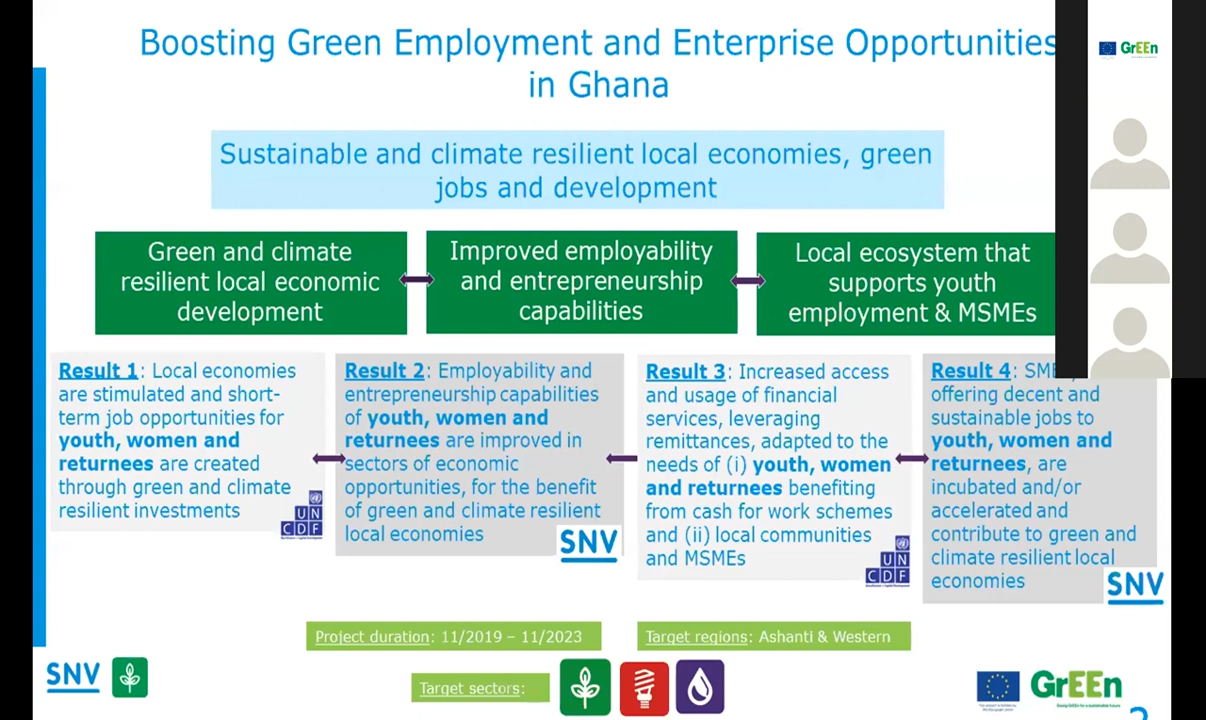 Boosting Green Employment and Enterprise Opportunities
in Ghana
GrEEn
Sustainable and climate resilient local economies, green
jobs and development
Green and climate
resilient local economic
development
Improved employability
and entrepreneurship
capabilities
Local ecosystem that
supports youth
employment & MSMEs
Result 1: Local economies
are stimulated and short-
term job opportunities for
youth, women and
returnees are created
through green and climate
resilient investments
UN
CDF
Result 2: Employability and
entrepreneurship capabilities
of youth, women and
returnees are improved in
sectors of economic
opportunities, for the benefit
of green and climate resilient
local economies
SNV
Result 3: Increased access
and usage of financial
services, leveraging
remittances, adapted to the
needs of (i) youth, women
and returnees benefiting
from cash for work schemes
and (ii) local communities
and MSMEs
UN
CDF
Result 4:
offering decent and
sustainable jobs to
youth, women and
returnees, are
incubated and/or
accelerated and
contribute to green and
climate resilient local
economies
SNV
Project duration: 11/2019 – 11/2023
Target regions: Ashanti & Western
SNV
Target sectors:
GrEEn